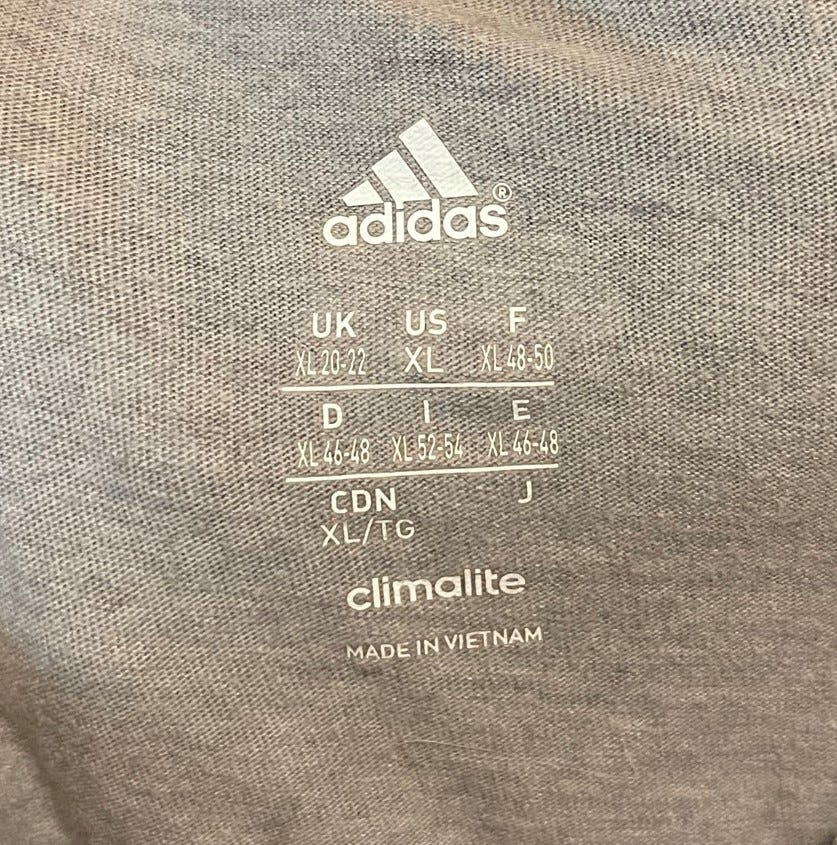 adidas®
UK US F
XL 20-22 XL XL 48-50
D I E
XL 46-48 XL 52-54 XL 46-48
CDN J
XL/TG
climalite
MADE IN VIETNAM